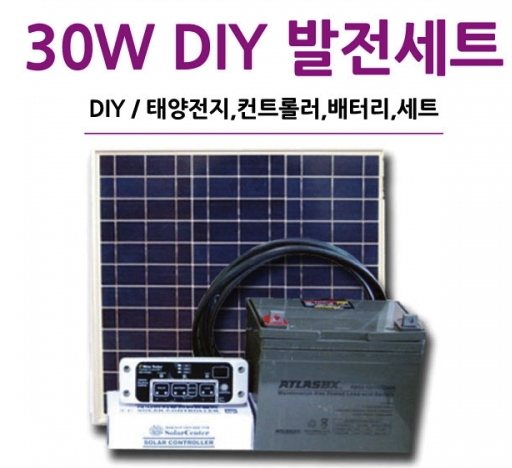 30W DIY 발전세트
DIY / 태양전지,컨트롤러,배터리,세트
ATLASBX
SolarCenter
SOLAR CONTROLLER